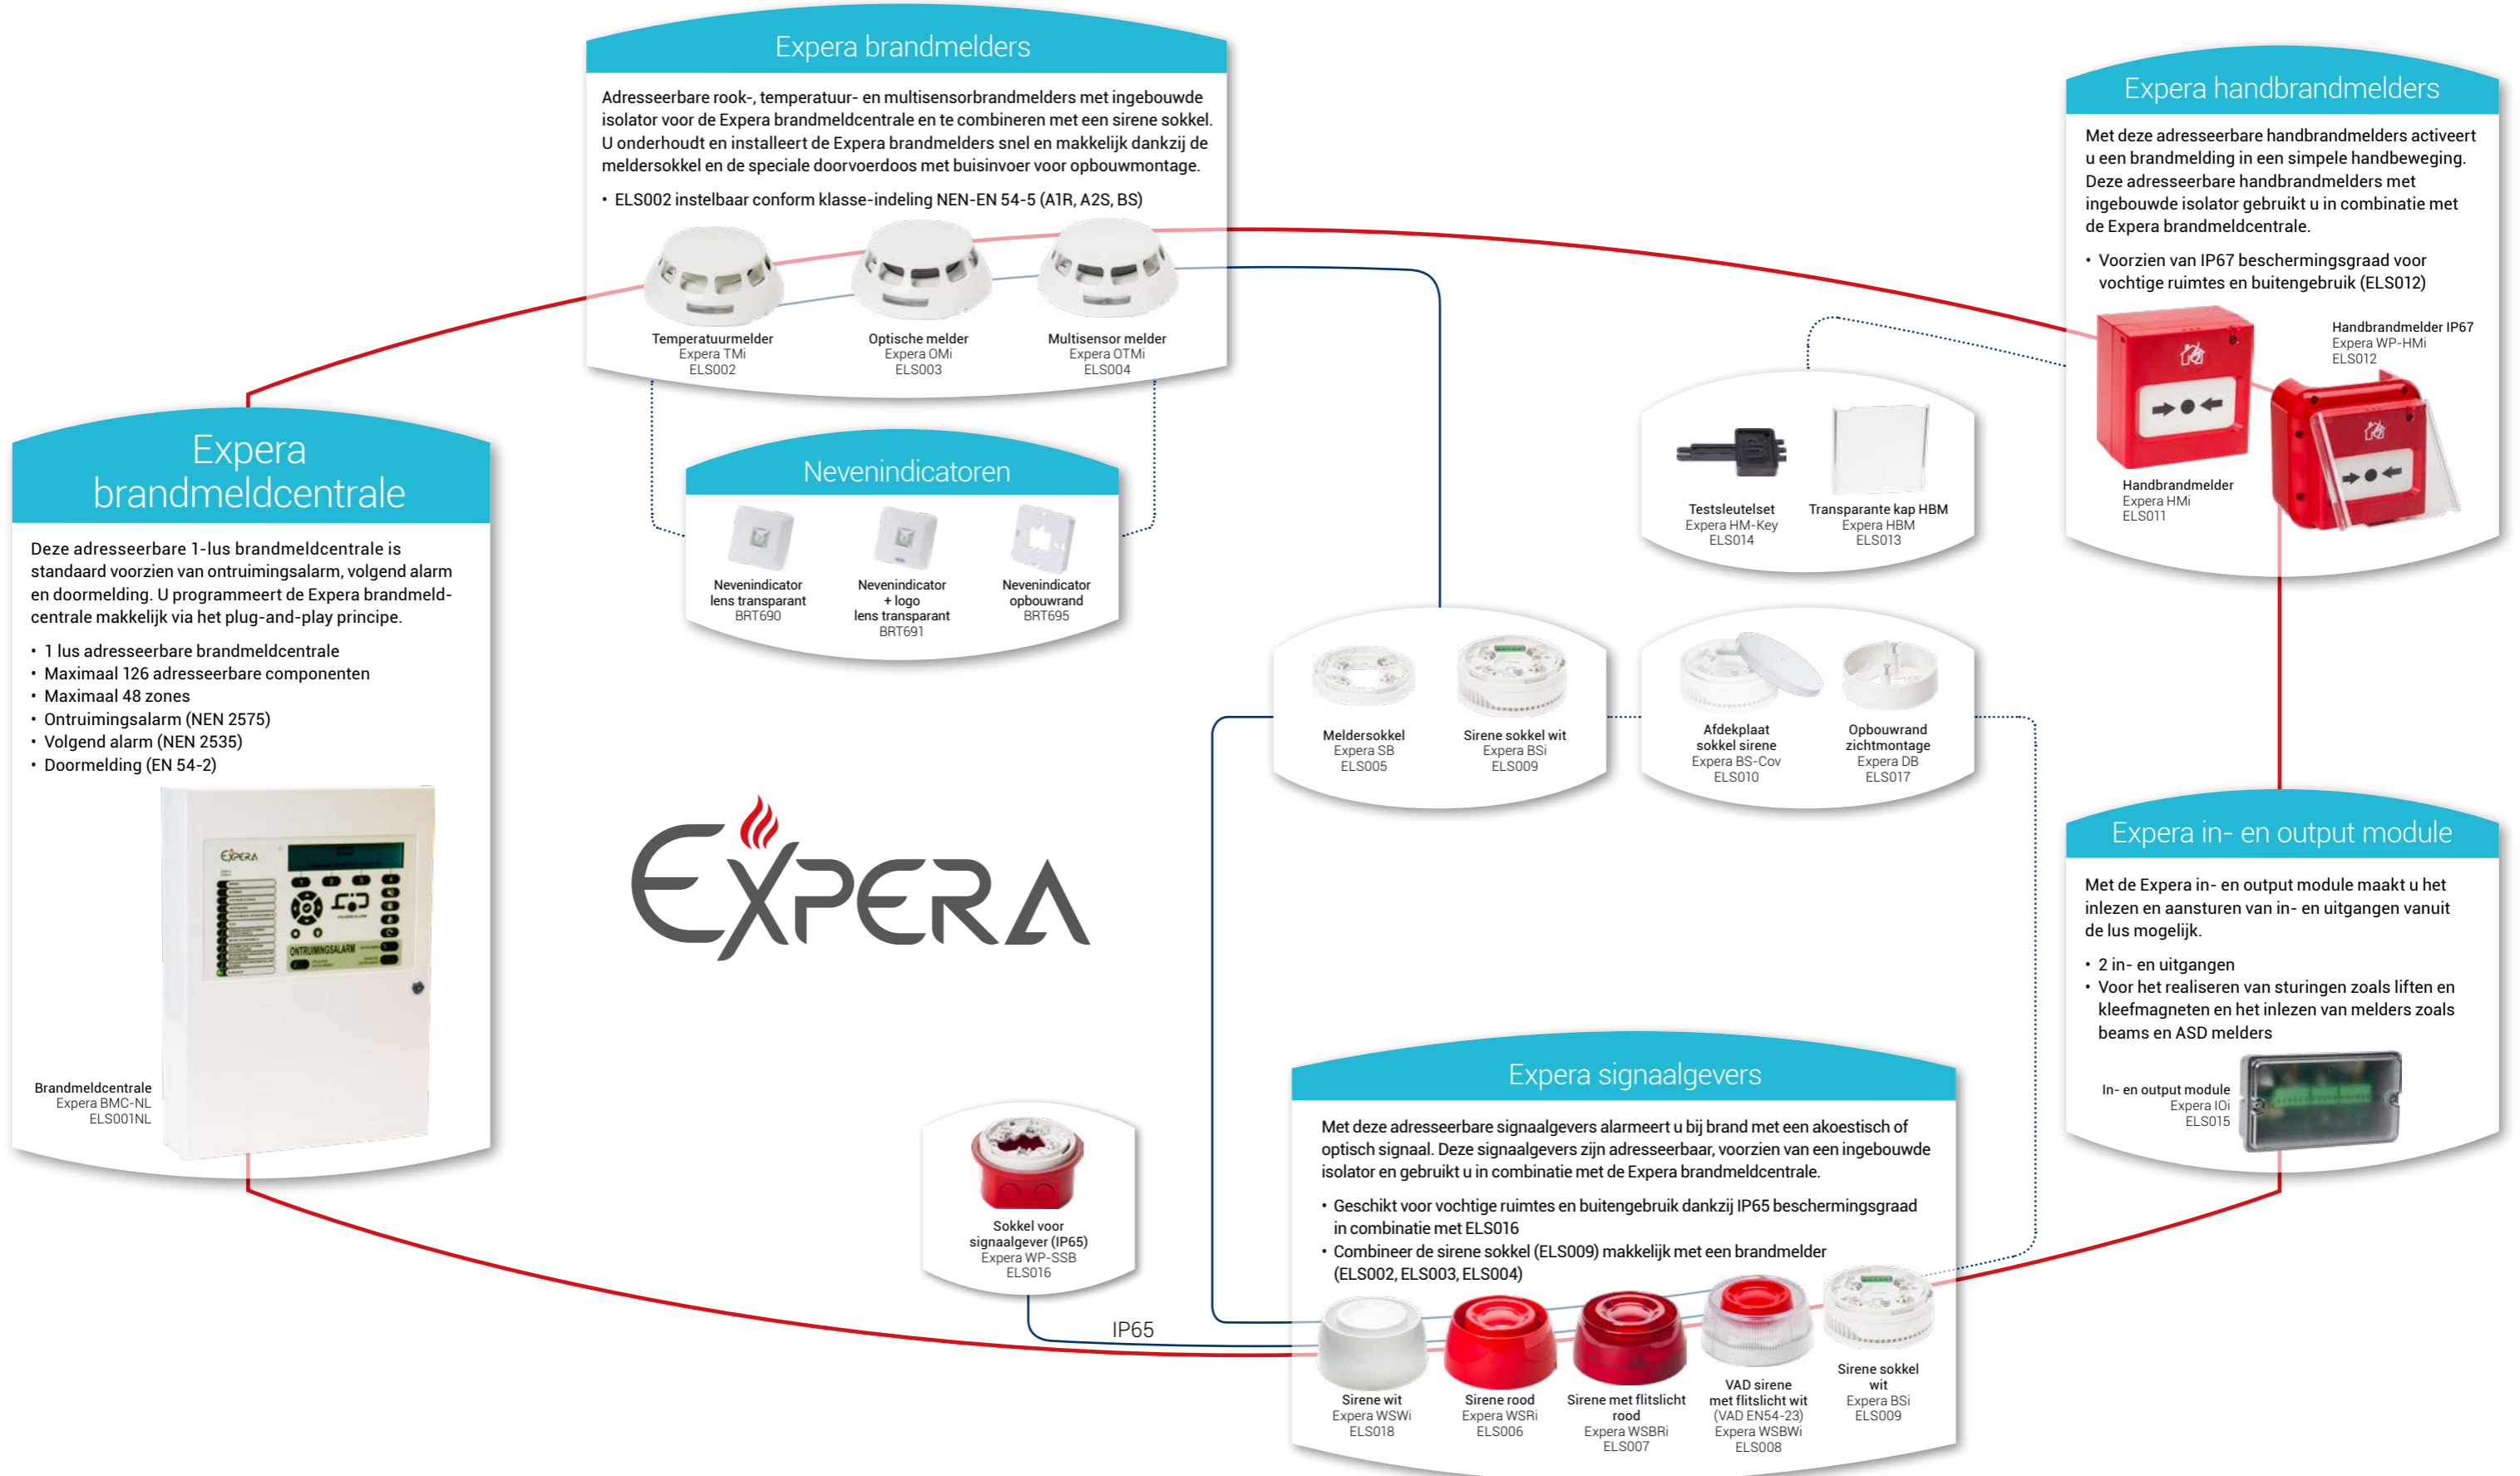 Expera brandmelders
Adresseerbare rook-, temperatuur- en multisensorbrandmelders met ingebouwde
isolator voor de Expera brandmeldcentrale en te combineren met een sirene sokkel.
U onderhoudt en installeert de Expera brandmelders snel en makkelijk dankzij de
meldersokkel en de speciale doorvoerdoos met buisinvoer voor opbouwmontage.
• ELS002 instelbaar conform klasse-indeling NEN-EN 54-5 (A1R, A2S, BS)
Temperatuurmelder
Expera TMi
ELS002
Optische melder
Expera OMi
ELS003
Multisensor melder
Expera OTMi
ELS004
Expera handbrandmelders
Met deze adresseerbare handbrandmelders activeert
u een brandmelding in een simpele handbeweging.
Deze adresseerbare handbrandmelders met
ingebouwde isolator gebruikt u in combinatie met
de Expera brandmeldcentrale.
• Voorzien van IP67 beschermingsgraad voor
vochtige ruimtes en buitengebruik (ELS012)
Handbrandmelder IP67
Expera WP-HMi
ELS012
Handbrandmelder
Expera HMi
ELS011
Testsleutelset
Expera HM-Key
ELS014
Transparante kap HBM
Expera HBM
ELS013
Expera
brandmeldcentrale
Deze adresseerbare 1-lus brandmeldcentrale is
standaard voorzien van ontruimingsalarm, volgend alarm
en doormelding. U programmeert de Expera brandmeld-
centrale makkelijk via het plug-and-play principe.
• 1 lus adresseerbare brandmeldcentrale
• Maximaal 126 adresseerbare componenten
• Maximaal 48 zones
• Ontruimingsalarm (NEN 2575)
• Volgend alarm (NEN 2535)
• Doormelding (EN 54-2)
EXPERA
1 2 3 4
VOLGEND ALARM
ONTRUIMINGSALARM
Brandmeldcentrale
Expera BMC-NL
ELS001NL
Nevenindicatoren
Nevenindicator
lens transparant
BRT690
Nevenindicator
+ logo
lens transparant
BRT691
Nevenindicator
opbouwrand
BRT695
EXPERA
Meldersokkel
Expera SB
ELS005
Sirene sokkel wit
Expera BSi
ELS009
Afdekplaat
sokkel sirene
Expera BS-Cov
ELS010
Opbouwrand
zichtmontage
Expera DB
ELS017
Expera in- en output module
Met de Expera in- en output module maakt u het
inlezen en aansturen van in- en uitgangen vanuit
de lus mogelijk.
• 2 in- en uitgangen
• Voor het realiseren van sturingen zoals liften en
kleefmagneten en het inlezen van melders zoals
beams en ASD melders
In- en output module
Expera IOi
ELS015
Sokkel voor
signaalgever (IP65)
Expera WP-SSB
ELS016
IP65
Expera signaalgevers
Met deze adresseerbare signaalgevers alarmeert u bij brand met een akoestisch of
optisch signaal. Deze signaalgevers zijn adresseerbaar, voorzien van een ingebouwde
isolator en gebruikt u in combinatie met de Expera brandmeldcentrale.
• Geschikt voor vochtige ruimtes en buitengebruik dankzij IP65 beschermingsgraad
in combinatie met ELS016
• Combineer de sirene sokkel (ELS009) makkelijk met een brandmelder
(ELS002, ELS003, ELS004)
Sirene wit
Expera WSWi
ELS018
Sirene rood
Expera WSRi
ELS006
Sirene met flitslicht
rood
Expera WSBRi
ELS007
VAD sirene
met flitslicht wit
(VAD EN54-23)
Expera WSBWi
ELS008
Sirene sokkel
wit
Expera BSi
ELS009